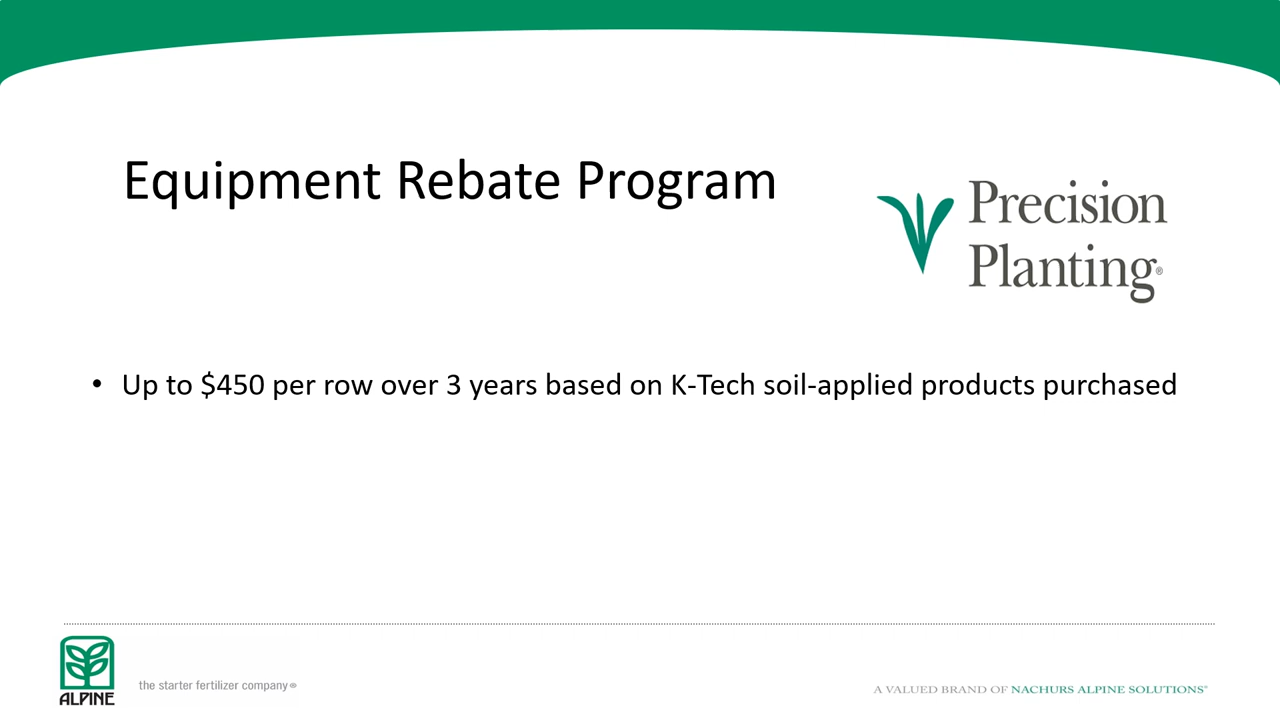 Equipment Rebate Program
Precision
Planting®
• Up to $450 per row over 3 years based on K-Tech soil-applied products purchased
ALPINE
the starter fertilizer company®
A VALUED BRAND OF NACHURS ALPINE SOLUTIONS®